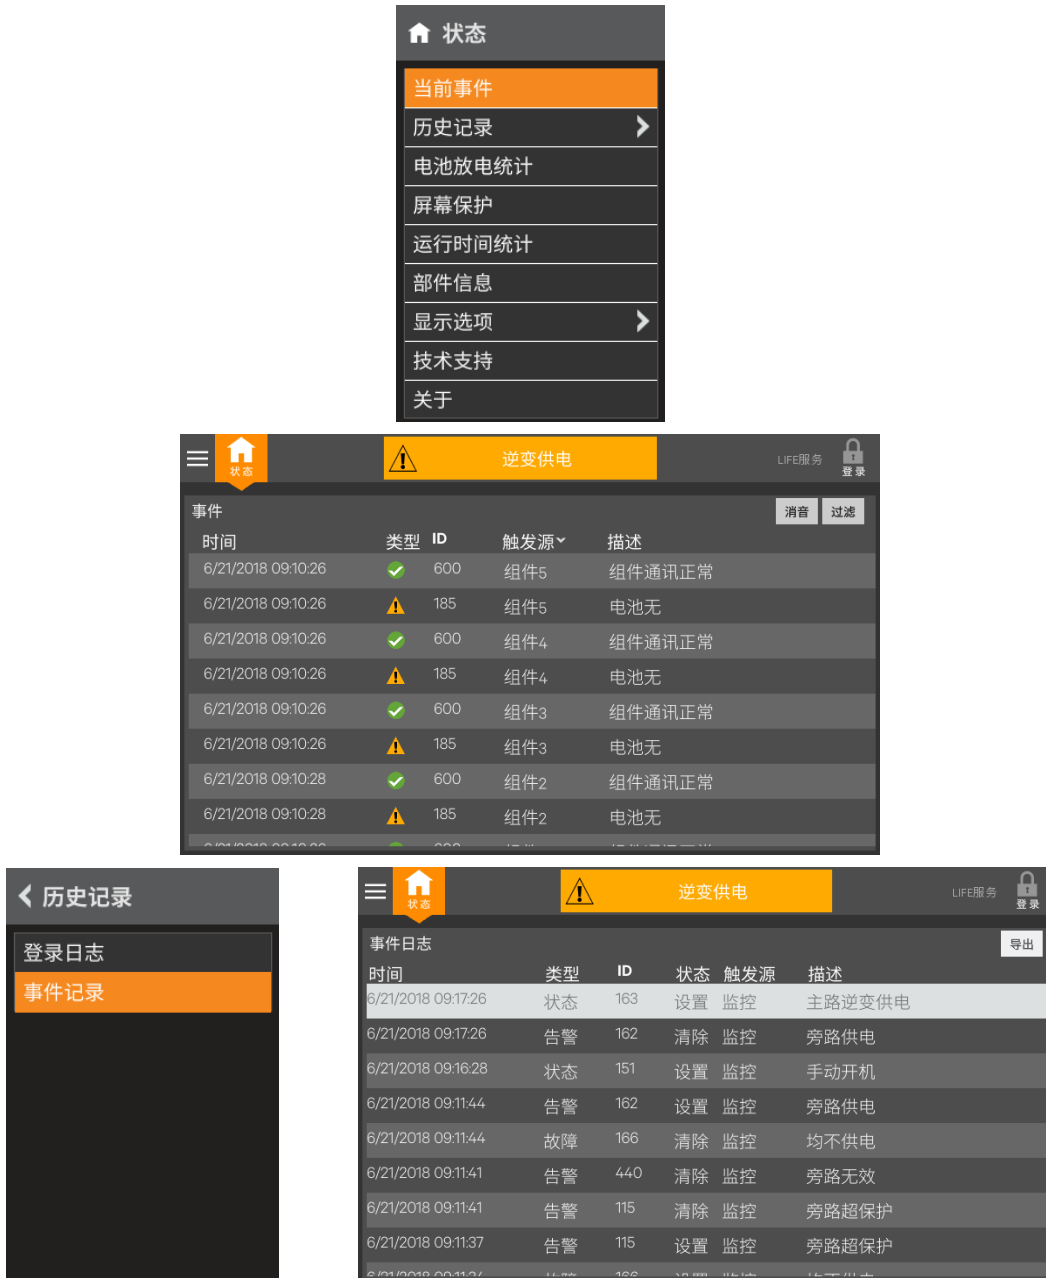 状态
当前事件
历史记录
电池放电统计
屏幕保护
运行时间统计
部件信息
显示选项
技术支持
关于
状态 逆变供电 LIFE服务 登录
事件 消音 过滤
时间 类型 ID 触发源 描述
6/21/2018 09:10:26 600 组件5 组件通讯正常
6/21/2018 09:10:26 185 组件5 电池无
6/21/2018 09:10:26 600 组件4 组件通讯正常
6/21/2018 09:10:26 185 组件4 电池无
6/21/2018 09:10:26 600 组件3 组件通讯正常
6/21/2018 09:10:26 185 组件3 电池无
6/21/2018 09:10:28 600 组件2 组件通讯正常
6/21/2018 09:10:28 185 组件2 电池无
历史记录
登录日志
事件记录
状态 逆变供电 LIFE服务 登录
事件日志 导出
时间 类型 ID 状态 触发源 描述
6/21/2018 09:17:26 状态 163 设置 监控 主路逆变供电
6/21/2018 09:17:26 告警 162 清除 监控 旁路供电
6/21/2018 09:16:28 状态 151 设置 监控 手动开机
6/21/2018 09:11:44 告警 162 设置 监控 旁路供电
6/21/2018 09:11:44 故障 166 清除 监控 均不供电
6/21/2018 09:11:41 告警 440 清除 监控 旁路无效
6/21/2018 09:11:41 告警 115 清除 监控 旁路超保护
6/21/2018 09:11:37 告警 115 设置 监控 旁路超保护